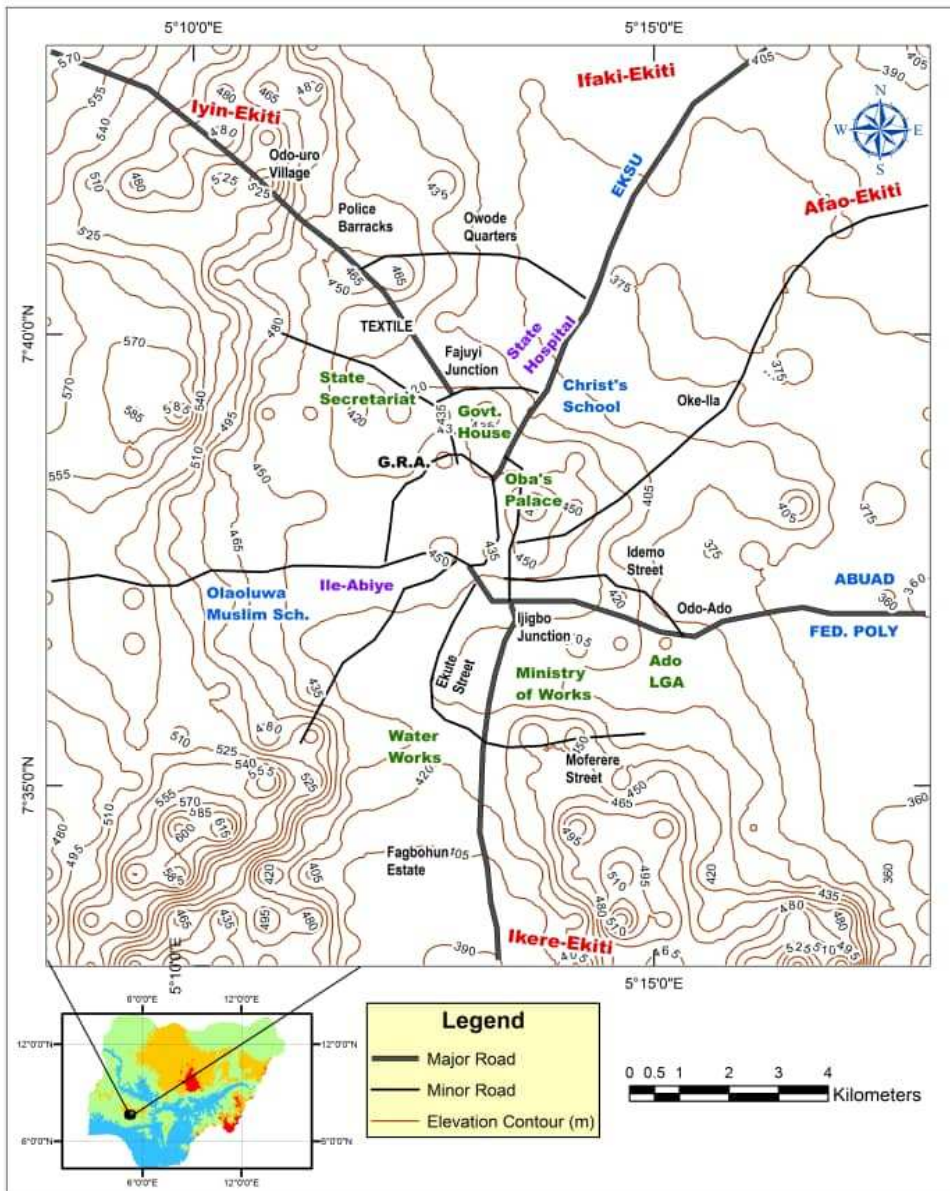 5°10'0"E
5°15'0"E
570
465
480
405
390
555
Iyin-Ekiti
Ifaki-Ekiti
N
W
E
S
540
480
480
Odo-uro
Village
510
480
525
525
435
EKSU
Afao-Ekiti
Police
Barracks
Owode
Quarters
525
465
465
450
375
7°40'0"N
480
TEXTILE
State
Hospital
570
540
Fajuyi
Junction
375
State
Secretariat
Christ's
School
Oke-Ila
570
585
495
420
435
Govt.
House
510
G.R.A.
555
450
Oba's
Palace
450
405
405
375
465
435
450
450
Idemo
Street
375
Olaoluwa
Muslim Sch.
Ile-Abiye
420
Odo-Ado
ABUAD
360
360
Ijigbo
Junction
FED. POLY
Ekute
Street
Ministry
of Works
Ado
LGA
435
480
510
Water
Works
525
540
525
420
Moferere
Street
450
7°35'0"N
555
570
585
615
600
465
360
480
495
510
495
Fagbohun
Estate
405
495
510
420
360
420
405
435
480
465
435
495
480
480
510
Ikere-Ekiti
390
465
525
510
495
5°10'0"E
5°15'0"E
6°0'0"E
12°0'0"E
12°0'0"N
12°0'0"N
6°0'0"N
6°0'0"N
6°0'0"E
12°0'0"E
Legend
Major Road
Minor Road
Elevation Contour (m)
0 0.5 1 2 3 4
Kilometers